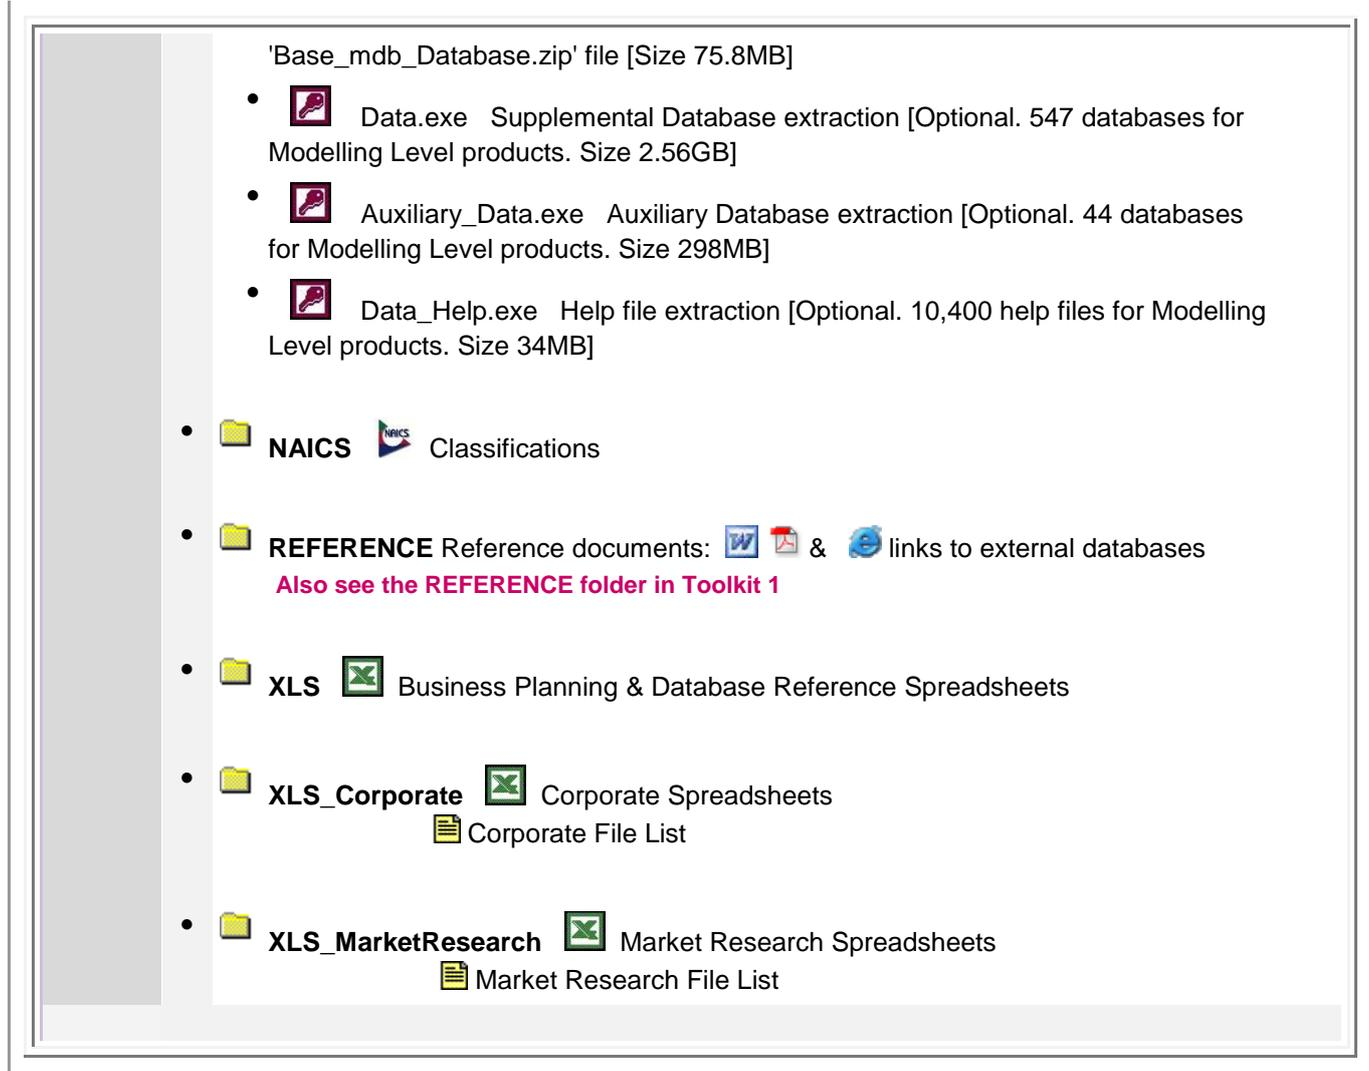 'Base_mdb_Database.zip' file [Size 75.8MB]
Data.exe Supplemental Database extraction [Optional. 547 databases for
Modelling Level products. Size 2.56GB]
Auxiliary_Data.exe Auxiliary Database extraction [Optional. 44 databases
for Modelling Level products. Size 298MB]
Data_Help.exe Help file extraction [Optional. 10,400 help files for Modelling
Level products. Size 34MB]
NAICS NAICS Classifications
REFERENCE Reference documents: W & e links to external databases
Also see the REFERENCE folder in Toolkit 1
XLS X Business Planning & Database Reference Spreadsheets
XLS_Corporate X Corporate Spreadsheets
Corporate File List
XLS_MarketResearch X Market Research Spreadsheets
Market Research File List